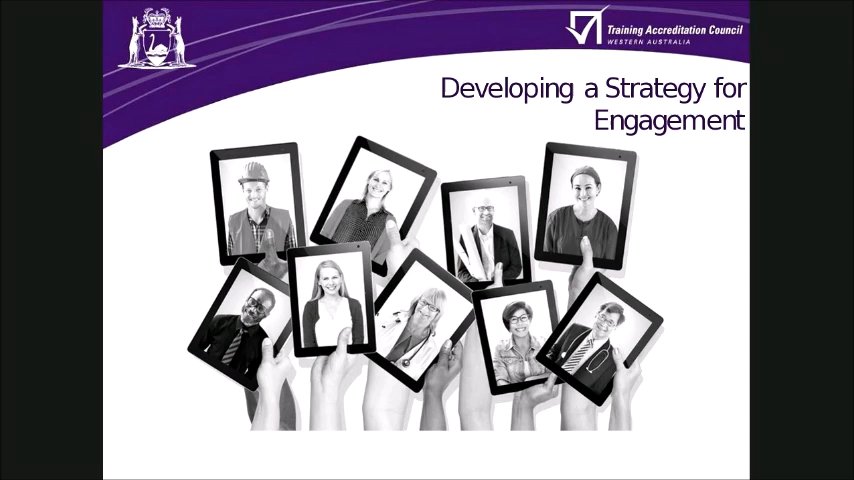 Training Accreditation Council
WESTERN AUSTRALIA
Developing a Strategy for
Engagement